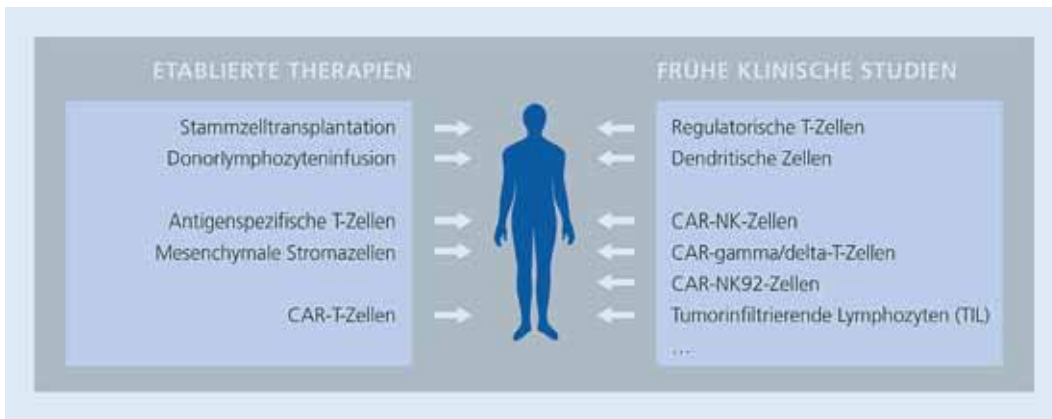 ETABLIERTE THERAPIEN
Stammzelltransplantation
Donorlymphozyteninfusion
Antigenspezifische T-Zellen
Mesenchymale Stromazellen
CAR-T-Zellen
FRÜHE KLINISCHE STUDIEN
Regulatorische T-Zellen
Dendritische Zellen
CAR-NK-Zellen
CAR-gamma/delta-T-Zellen
CAR-NK92-Zellen
Tumorinfiltrierende Lymphozyten (TIL)
...